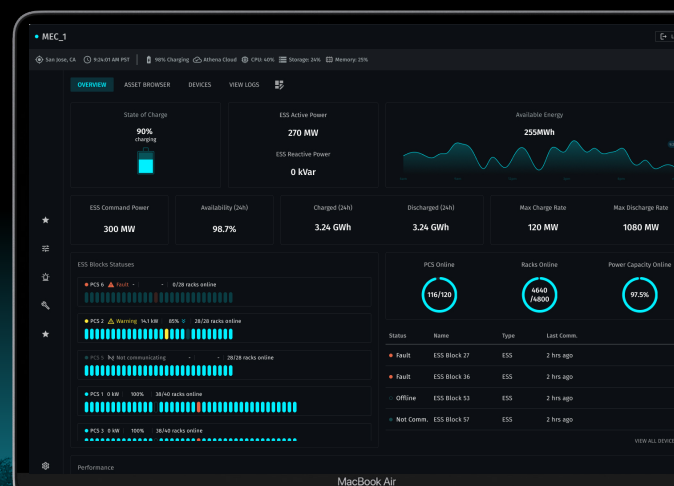 MEC_1
San Jose, CA 9:24:01 AM PST 98% Charging Athena Cloud CPU: 40% Storage: 24% Memory: 25%
OVERVIEW ASSET BROWSER DEVICES VIEW LOGS
State of Charge
90%
charging
ESS Active Power
270 MW
ESS Reactive Power
0 kVar
Available Energy
255MWh
ESS Command Power
300 MW
Availability (24h)
98.7%
Charged (24h)
3.24 GWh
Discharged (24h)
3.24 GWh
Max Charge Rate
120 MW
Max Discharge Rate
1080 MW
ESS Blocks Statuses
PCS 6 Fault - - 0/28 racks online
PCS 2 Warning 14.1 kW 85% 28/28 racks online
PCS 5 Not communicating - - 28/28 racks online
PCS 1 0 kW 100% 38/40 racks online
PCS 3 0 kW 100% 38/40 racks online
PCS Online
116/120
Racks Online
4640
/4800
Power Capacity Online
97.5%
Status Name Type Last Comm.
Fault ESS Block 27 ESS 2 hrs ago
Fault ESS Block 36 ESS 2 hrs ago
Offline ESS Block 53 ESS 2 hrs ago
Not Comm. ESS Block 57 ESS 2 hrs ago
VIEW ALL DEVICE
Performance
MacBook Air